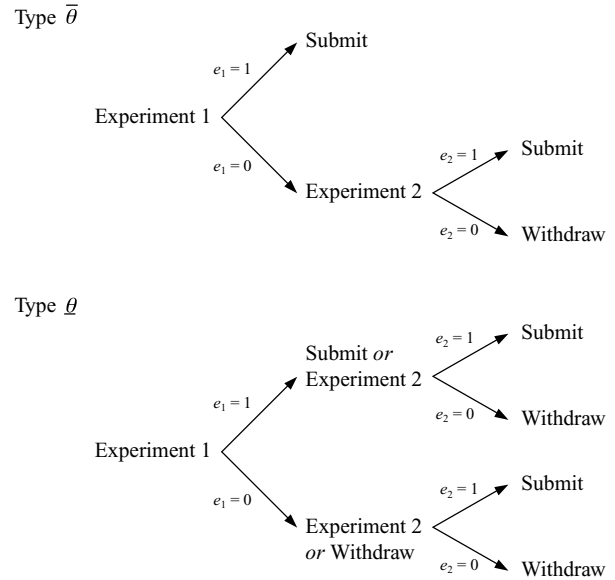 Type θ̅
Submit
e₁ = 1
Experiment 1
e₁ = 0
e₂ = 1
Submit
Experiment 2
e₂ = 0
Withdraw
Type θ̲
Submit
e₂ = 1
Submit or
Experiment 2
e₁ = 1
e₂ = 0
Withdraw
Experiment 1
e₂ = 1
Submit
e₁ = 0
Experiment 2
or Withdraw
e₂ = 0
Withdraw